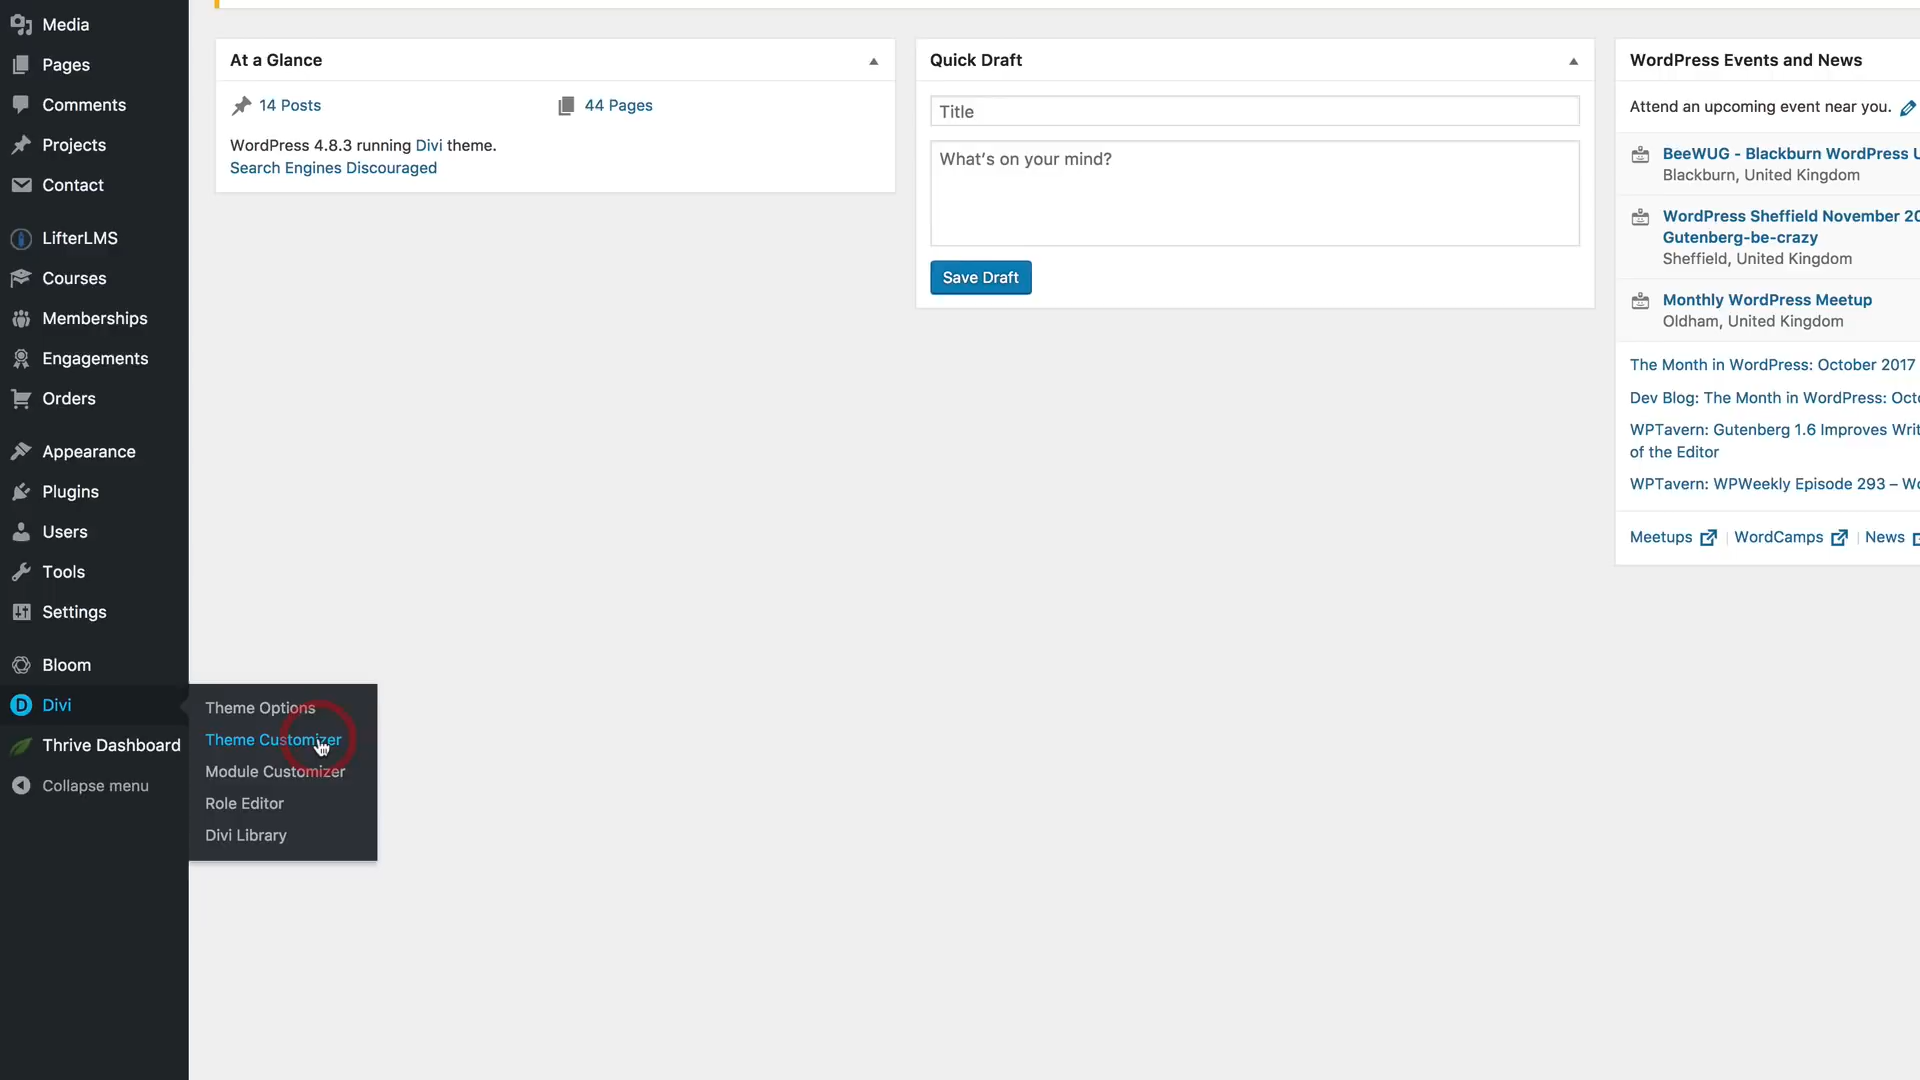 Media
Pages
Comments
Projects
Contact
LifterLMS
Courses
Memberships
Engagements
Orders
Appearance
Plugins
Users
Tools
Settings
Bloom
Divi
Thrive Dashboard
Collapse menu
Theme Options
Theme Customizer
Module Customizer
Role Editor
Divi Library
At a Glance
14 Posts
44 Pages
WordPress 4.8.3 running Divi theme.
Search Engines Discouraged
Quick Draft
Title
What's on your mind?
Save Draft
WordPress Events and News
Attend an upcoming event near you.
BeeWUG - Blackburn WordPress
Blackburn, United Kingdom
WordPress Sheffield November
Gutenberg-be-crazy
Sheffield, United Kingdom
Monthly WordPress Meetup
Oldham, United Kingdom
The Month in WordPress: October 2017
Dev Blog: The Month in WordPress:
WPTavern: Gutenberg 1.6 Improves
of the Editor
WPTavern: WPWeekly Episode 293 –
Meetups | WordCamps | News